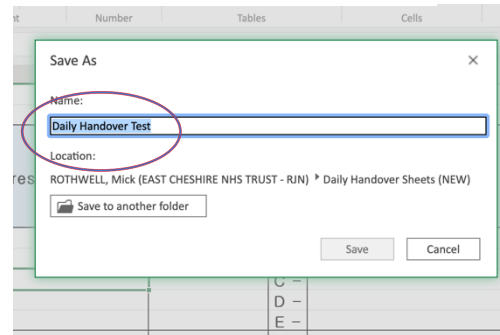 Number Tables Cells
Save As
Name:
Daily Handover Test
Location:
ROTHWELL, Mick (EAST CHESHIRE NHS TRUST - RJN) Daily Handover Sheets (NEW)
Save to another folder
Save Cancel
C –
D –
E –